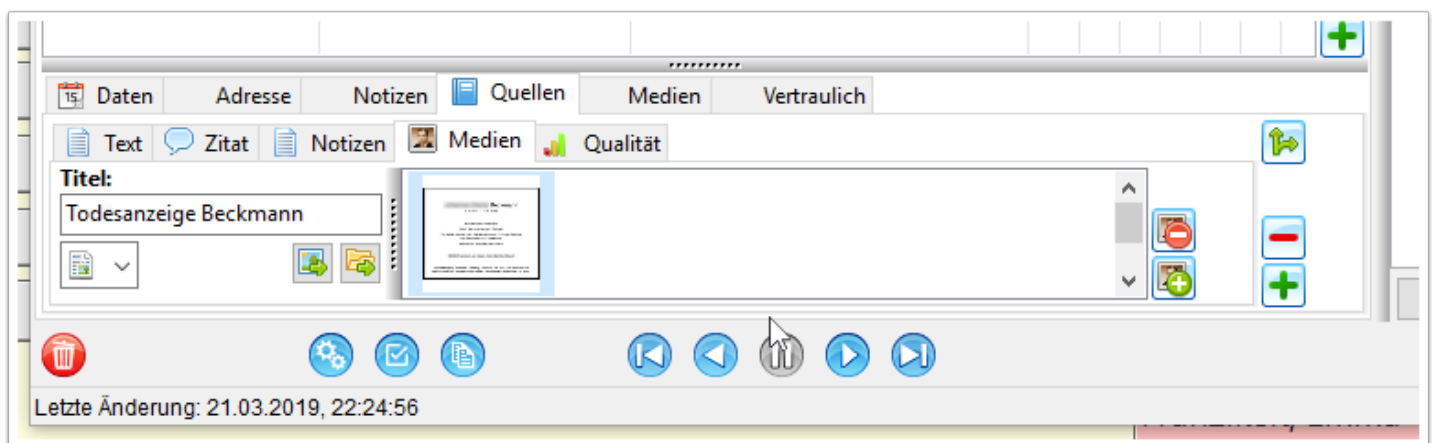 15 Daten Adresse Notizen Quellen Medien Vertraulich
Text Zitat Notizen Medien Qualität
Titel:
Todesanzeige Beckmann
Letzte Änderung: 21.03.2019, 22:24:56